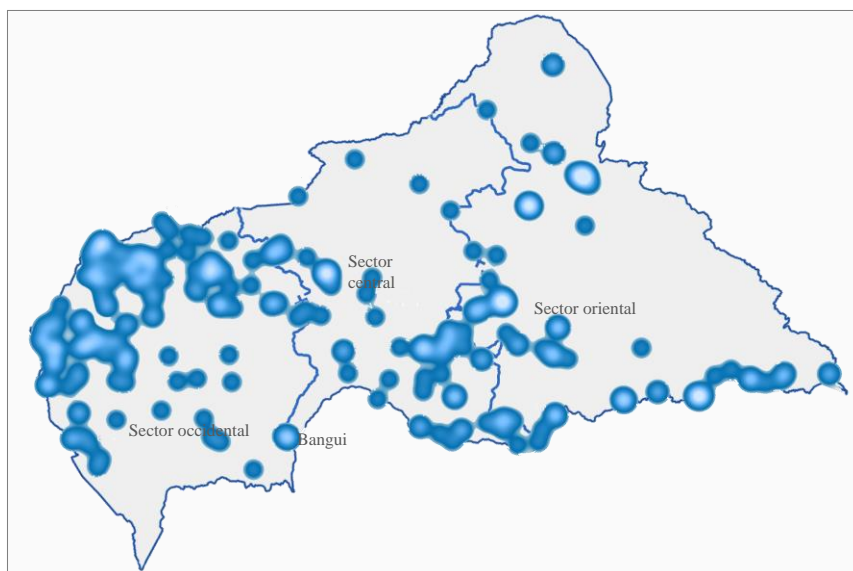 Sector
central
Sector oriental
Sector occidental
Bangui